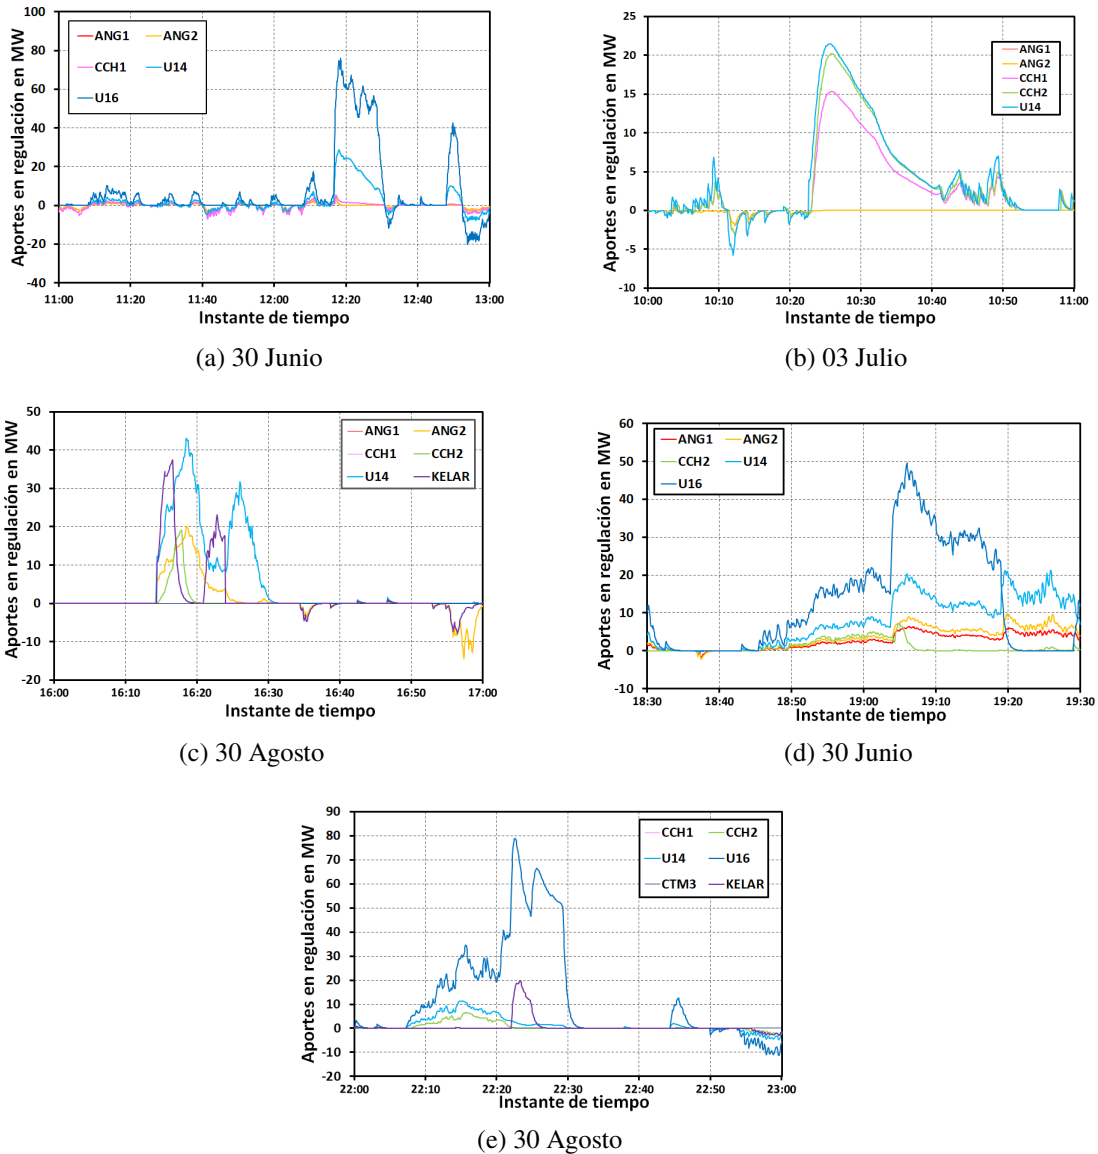 Aportes en regulación en MW
100
80
60
40
20
0
-20
-40
ANG1 ANG2
CCH1 U14
U16
11:00 11:20 11:40 12:00 12:20 12:40 13:00
Instante de tiempo
(a) 30 Junio
Aportes en regulación en MW
25
20
15
10
5
0
-5
-10
ANG1
ANG2
CCH1
CCH2
U14
10:00 10:10 10:20 10:30 10:40 10:50 11:00
Instante de tiempo
(b) 03 Julio
Aportes en regulación en MW
50
40
30
20
10
0
-10
-20
ANG1 ANG2
CCH1 CCH2
U14 KELAR
16:00 16:10 16:20 16:30 16:40 16:50 17:00
Instante de tiempo
(c) 30 Agosto
Aportes en regulación en MW
60
50
40
30
20
10
0
-10
ANG1 ANG2
CCH2 U14
U16
18:30 18:40 18:50 19:00 19:10 19:20 19:30
Instante de tiempo
(d) 30 Junio
Aportes en regulación en MW
90
80
70
60
50
40
30
20
10
0
-10
-20
CCH1 CCH2
U14 U16
CTM3 KELAR
22:00 22:10 22:20 22:30 22:40 22:50 23:00
Instante de tiempo
(e) 30 Agosto